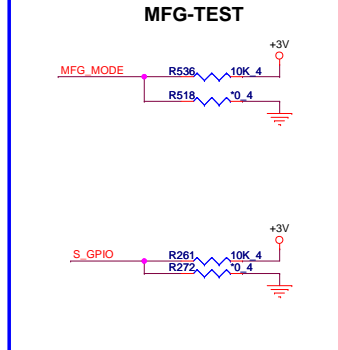 MFG-TEST
+3V
MFG_MODE R536 10K_4
R518 *0_4
+3V
S_GPIO R261 10K_4
R272 *0_4